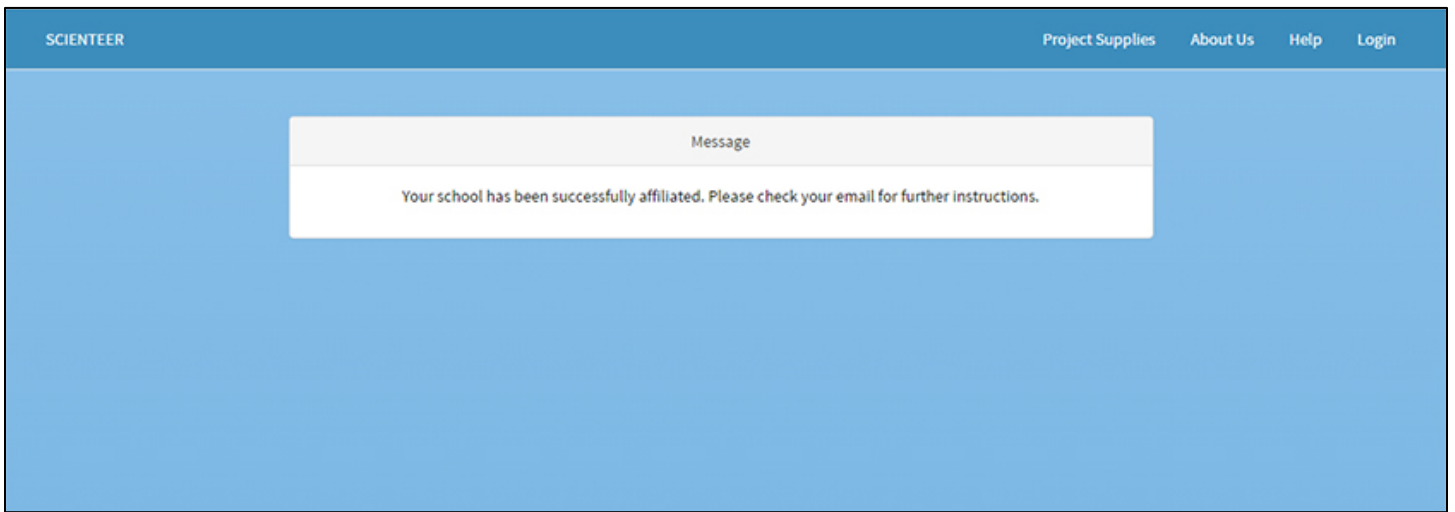 SCIENTEER Project Supplies About Us Help Login
Message
Your school has been successfully affiliated. Please check your email for further instructions.